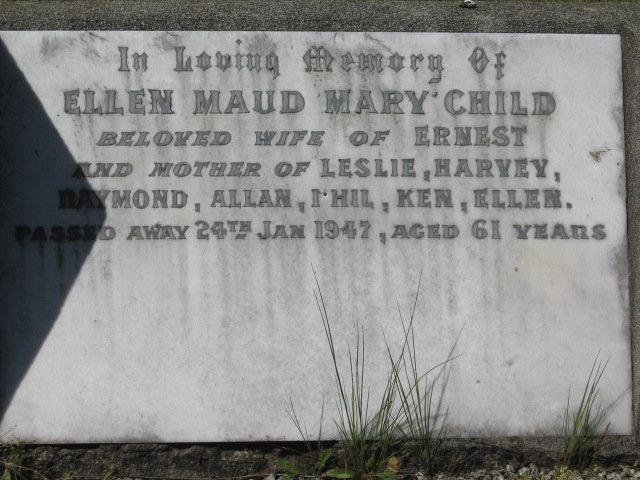 In Loving Memory Of
ELLEN MAUD MARY CHILD
BELOVED WIFE OF ERNEST
AND MOTHER OF LESLIE, HARVEY,
RAYMOND, ALLAN, PHIL, KEN, ELLEN.
PASSED AWAY 24TH JAN 1947, AGED 61 YEARS